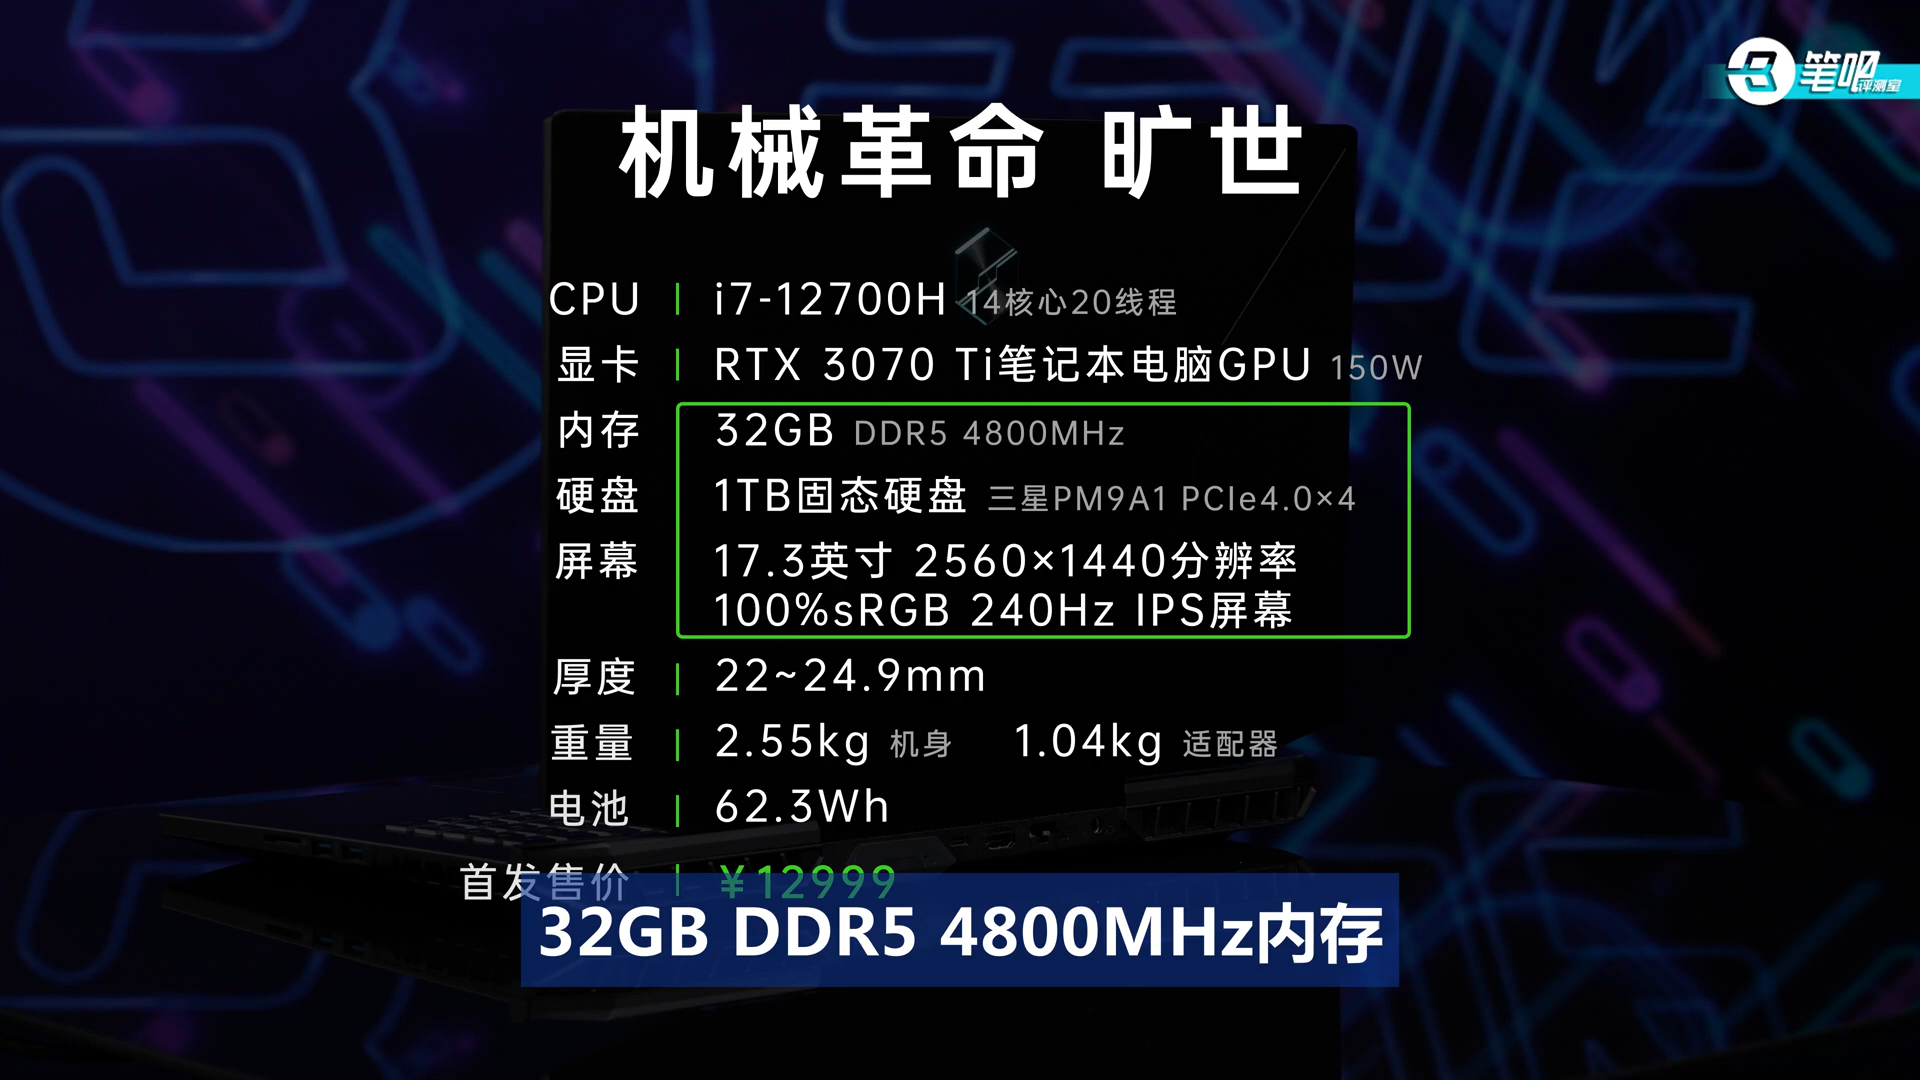 笔吧评测室
机械革命 旷世
CPU | i7-12700H 14核心20线程
显卡 | RTX 3070 Ti笔记本电脑GPU 150W
内存 32GB DDR5 4800MHz
硬盘 1TB固态硬盘 三星PM9A1 PCIe4.0×4
屏幕 17.3英寸 2560×1440分辨率
100%sRGB 240Hz IPS屏幕
厚度 | 22~24.9mm
重量 | 2.55kg 机身 1.04kg 适配器
电池 | 62.3Wh
首发售价 | ¥12999
32GB DDR5 4800MHz内存